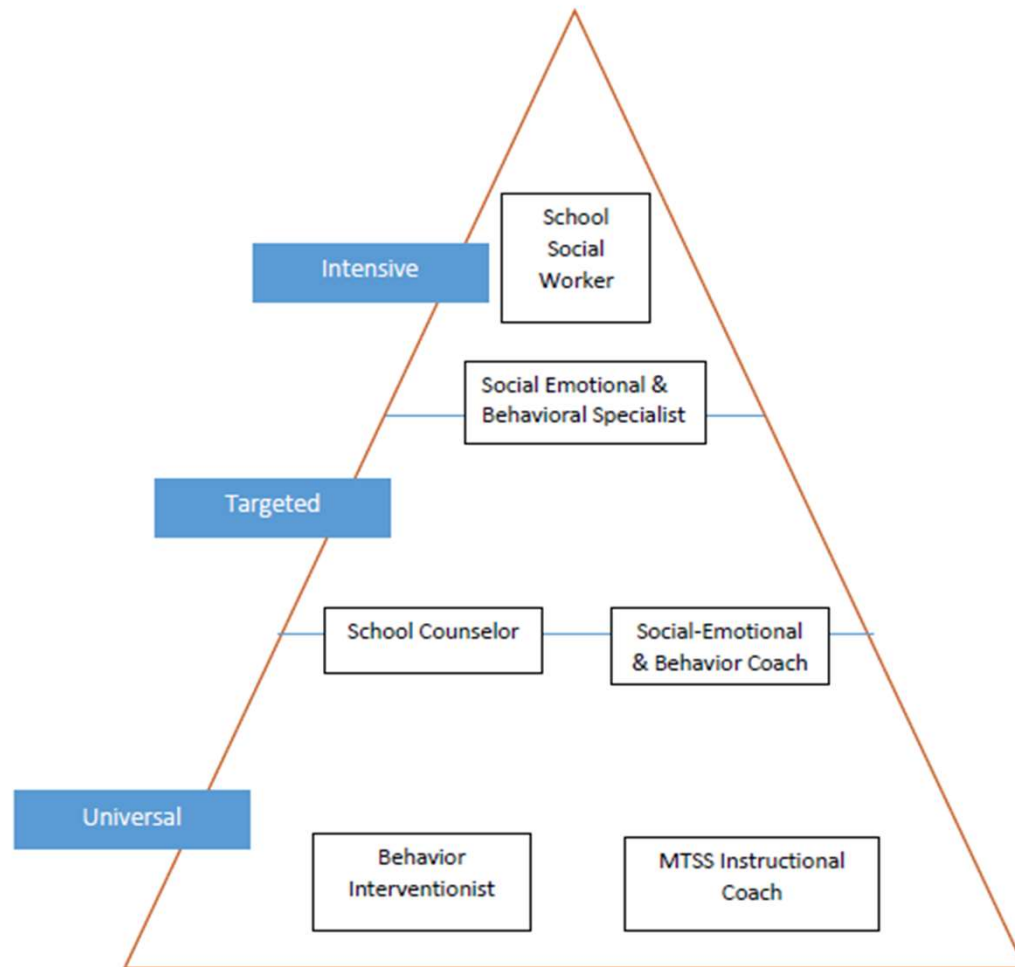 School
Social
Worker
Intensive
Social Emotional &
Behavioral Specialist
Targeted
School Counselor
Social-Emotional
& Behavior Coach
Universal
Behavior
Interventionist
MTSS Instructional
Coach